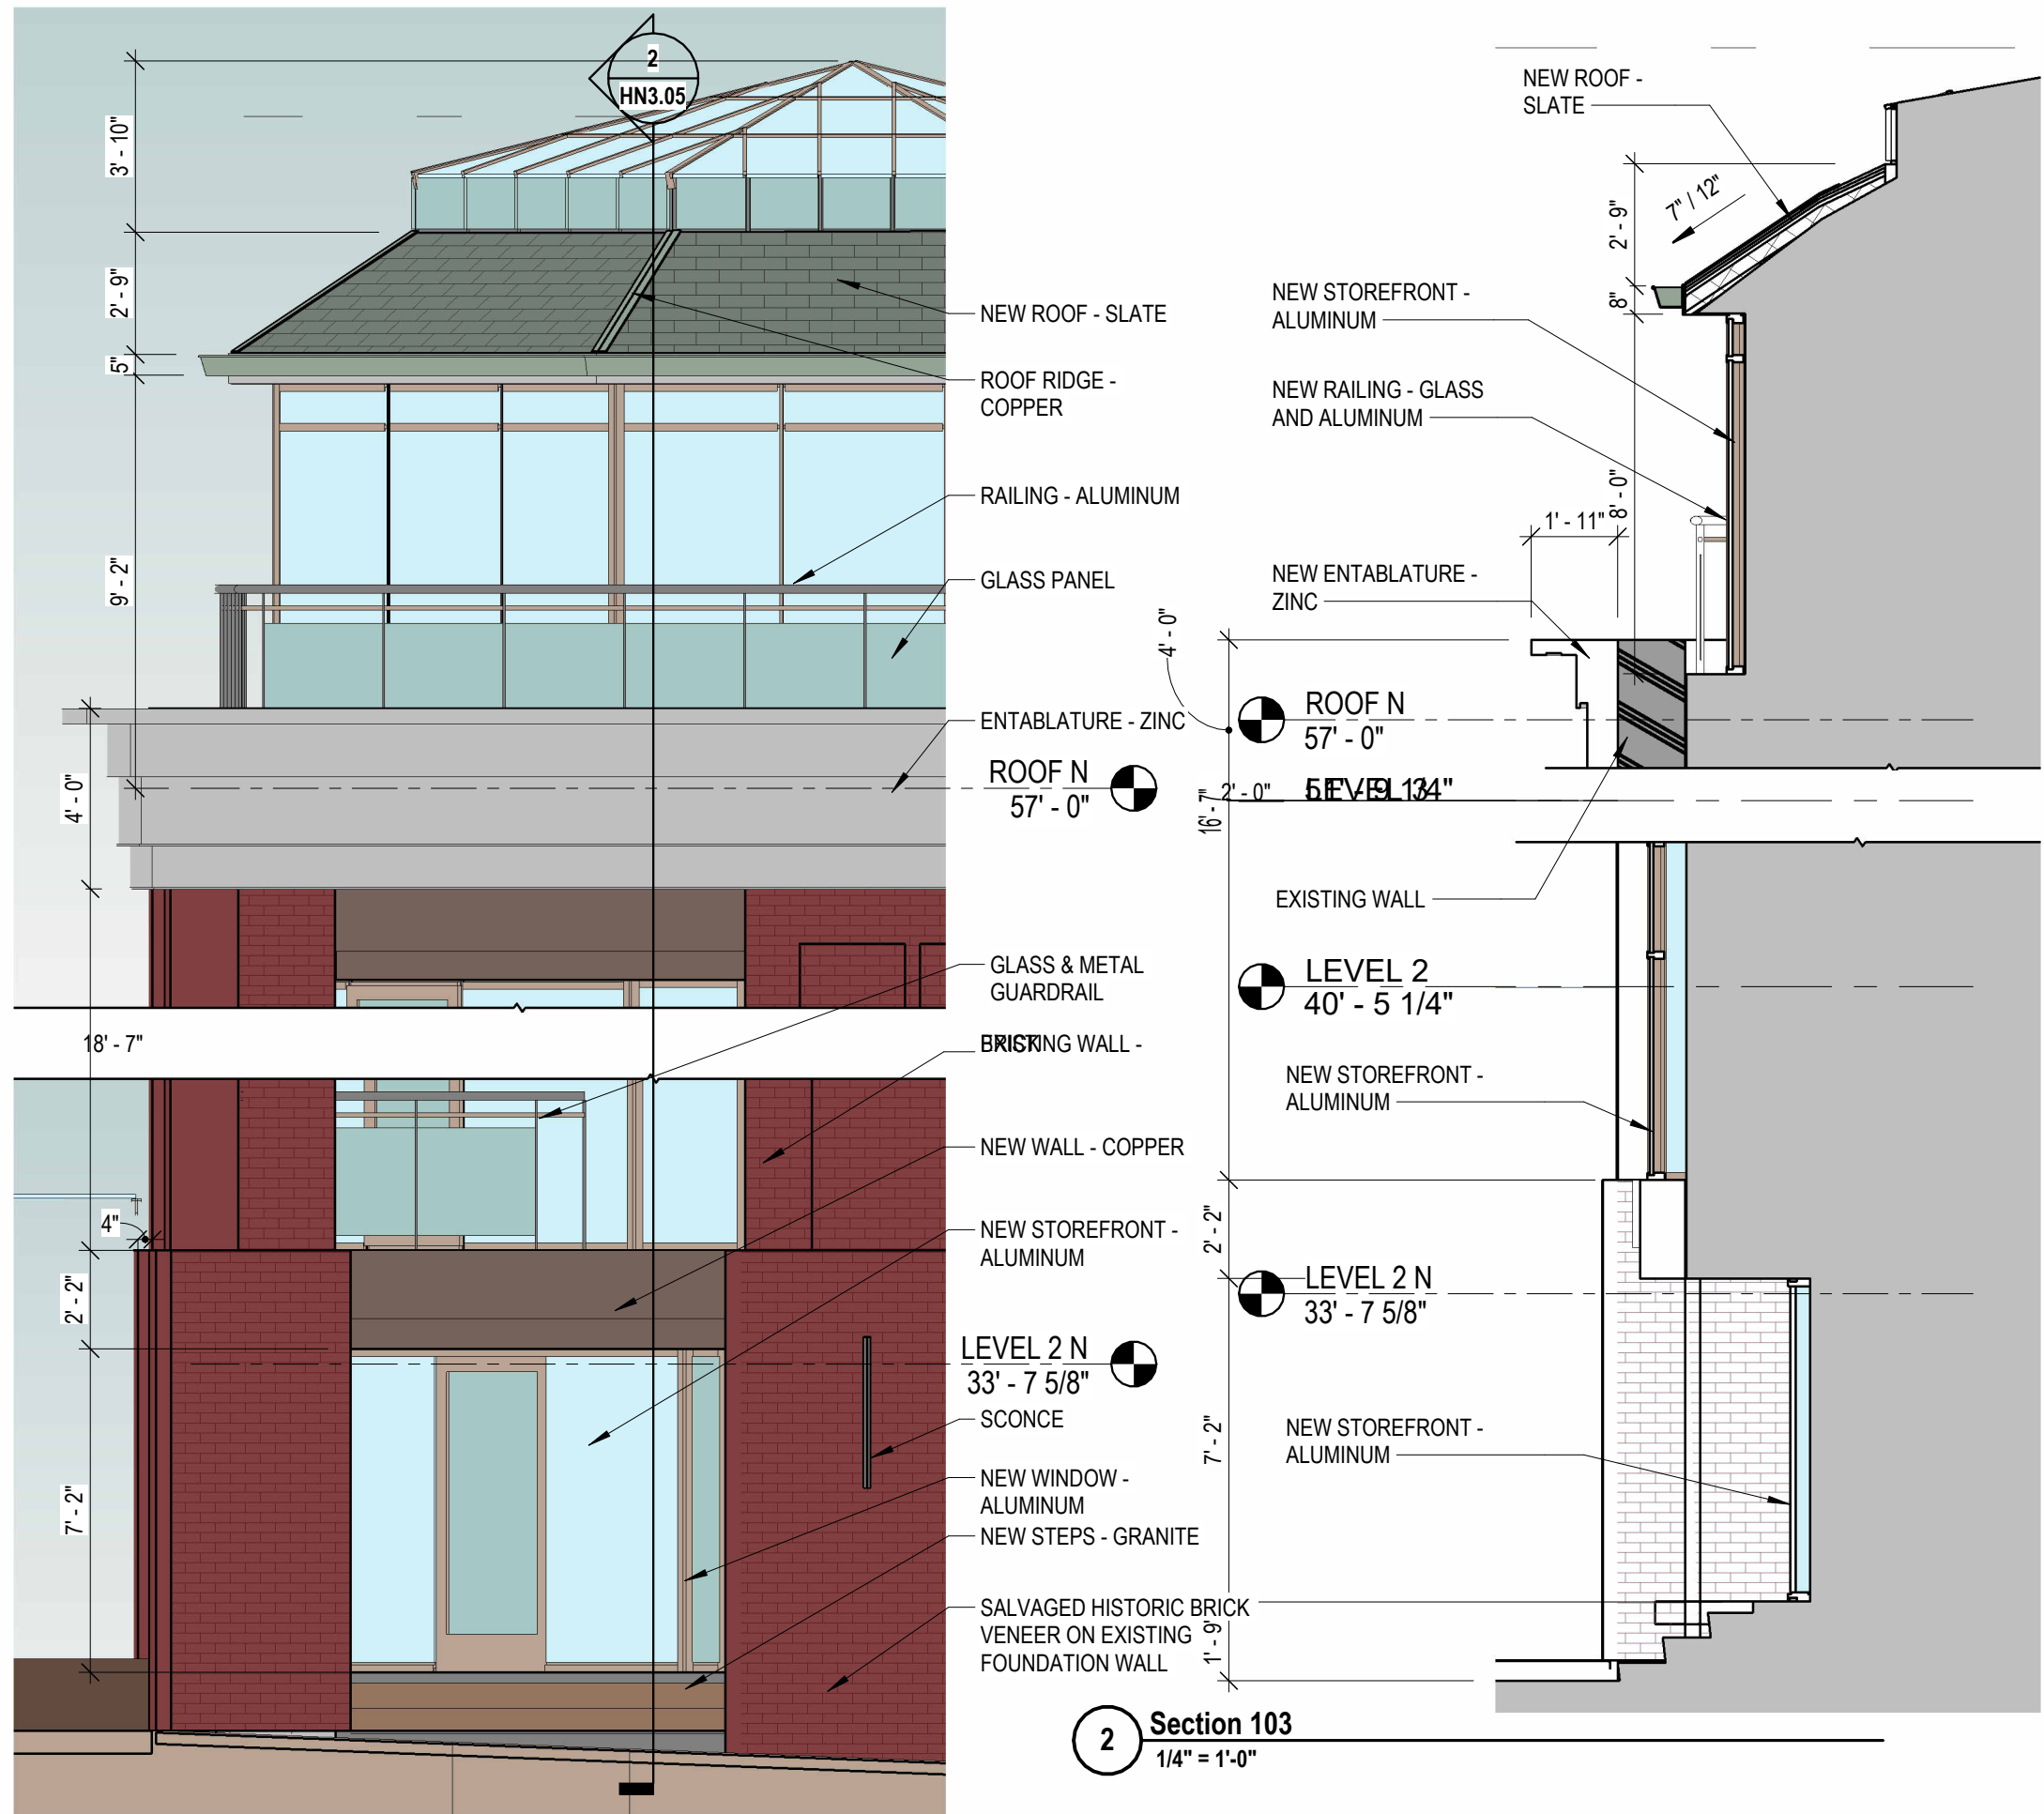 2
HN3.05
3' - 10"
2' - 9"
5"
9' - 2"
4' - 0"
18' - 7"
4"
2' - 2"
7' - 2"
NEW ROOF - SLATE
ROOF RIDGE -
COPPER
RAILING - ALUMINUM
GLASS PANEL
ENTABLATURE - ZINC
ROOF N
57' - 0"
GLASS & METAL
GUARDRAIL
EXISTING WALL -
BRICK
NEW WALL - COPPER
NEW STOREFRONT -
ALUMINUM
LEVEL 2 N
33' - 7 5/8"
SCONCE
NEW WINDOW -
ALUMINUM
NEW STEPS - GRANITE
SALVAGED HISTORIC BRICK
VENEER ON EXISTING
FOUNDATION WALL
NEW ROOF -
SLATE
7" / 12"
2' - 9"
8"
NEW STOREFRONT -
ALUMINUM
NEW RAILING - GLASS
AND ALUMINUM
8' - 0"
1' - 11"
NEW ENTABLATURE -
ZINC
4' - 0"
ROOF N
57' - 0"
2' - 0"
16' - 7"
EXISTING WALL
LEVEL 2
40' - 5 1/4"
NEW STOREFRONT -
ALUMINUM
2' - 2"
LEVEL 2 N
33' - 7 5/8"
7' - 2"
NEW STOREFRONT -
ALUMINUM
1' - 9"
2
Section 103
1/4" = 1'-0"